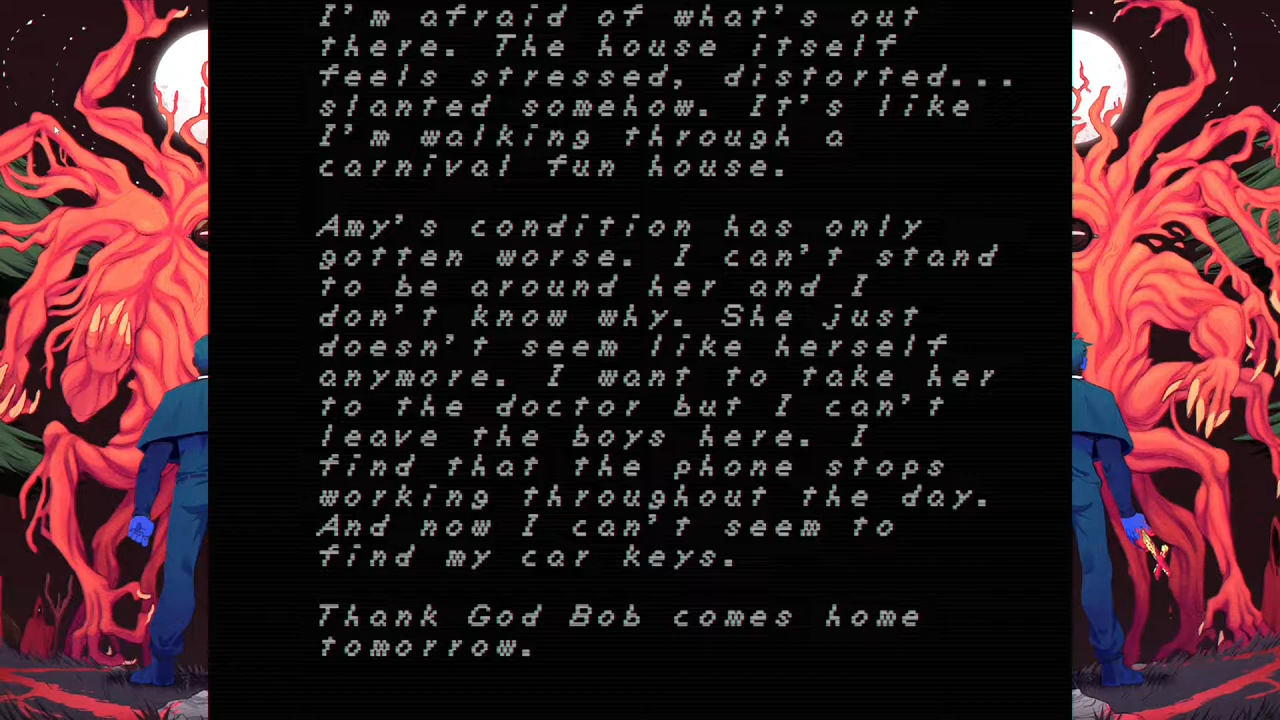 I'm afraid of what's out
there. The house itself
feels stressed, distorted...
slanted somehow. It's like
I'm walking through a
carnival fun house.
Amy's condition has only
gotten worse. I can't stand
to be around her and I
don't know why. She just
doesn't seem like herself
anymore. I want to take her
to the doctor but I can't
leave the boys here. I
find that the phone stops
working throughout the day.
And now I can't seem to
find my car keys.
Thank God Bob comes home
tomorrow.